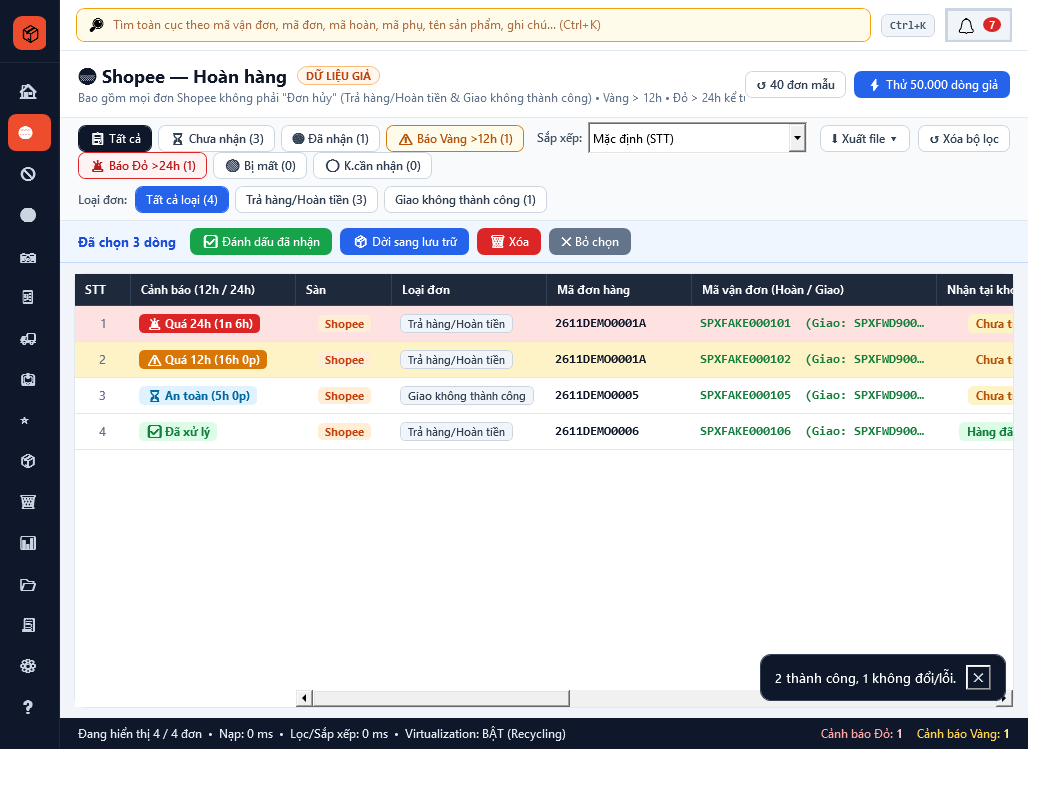 Tìm toàn cục theo mã vận đơn, mã đơn, mã hoàn, mã phụ, tên sản phẩm, ghi chú... (Ctrl+K)
Ctrl+K
7
Shopee — Hoàn hàng
DỮ LIỆU GIẢ
Bao gồm mọi đơn Shopee không phải "Đơn hủy" (Trả hàng/Hoàn tiền & Giao không thành công) • Vàng > 12h • Đỏ > 24h kể từ
↺ 40 đơn mẫu
Thử 50.000 dòng giả
Tất cả
Chưa nhận (3)
Đã nhận (1)
Báo Vàng >12h (1)
Sắp xếp:
Mặc định (STT)
⬇ Xuất file ▾
↺ Xóa bộ lọc
Báo Đỏ >24h (1)
Bị mất (0)
K.cần nhận (0)
Loại đơn:
Tất cả loại (4)
Trả hàng/Hoàn tiền (3)
Giao không thành công (1)
Đã chọn 3 dòng
Đánh dấu đã nhận
Dời sang lưu trữ
Xóa
✕ Bỏ chọn
STT Cảnh báo (12h / 24h) Sàn Loại đơn Mã đơn hàng Mã vận đơn (Hoàn / Giao) Nhận tại kho
1 Quá 24h (1n 6h) Shopee Trả hàng/Hoàn tiền 2611DEMO0001A SPXFAKE000101 (Giao: SPXFWD900… Chưa t
2 Quá 12h (16h 0p) Shopee Trả hàng/Hoàn tiền 2611DEMO0001A SPXFAKE000102 (Giao: SPXFWD900… Chưa t
3 An toàn (5h 0p) Shopee Giao không thành công 2611DEMO0005 SPXFAKE000105 (Giao: SPXFWD900… Chưa t
4 Đã xử lý Shopee Trả hàng/Hoàn tiền 2611DEMO0006 SPXFAKE000106 (Giao: SPXFWD900… Hàng đã
2 thành công, 1 không đổi/lỗi.
Đang hiển thị 4 / 4 đơn • Nạp: 0 ms • Lọc/Sắp xếp: 0 ms • Virtualization: BẬT (Recycling)
Cảnh báo Đỏ: 1 Cảnh báo Vàng: 1